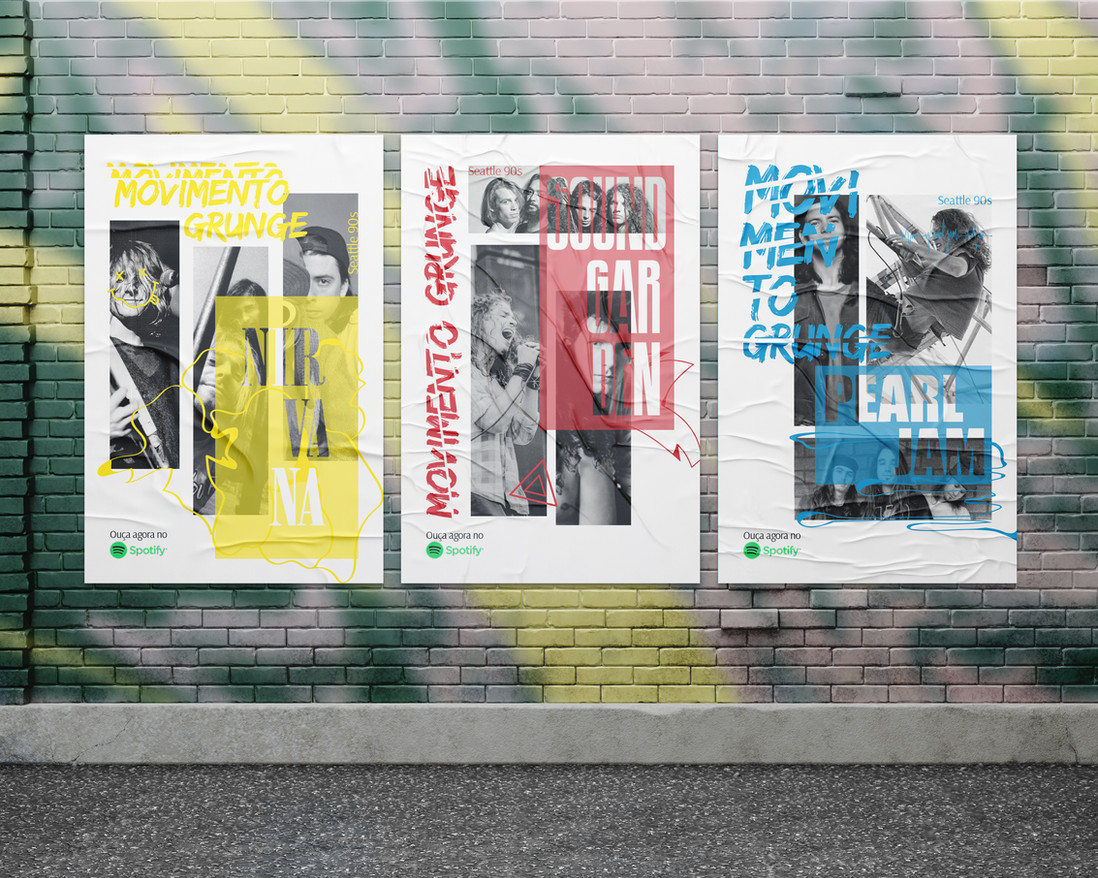 MOVIMENTO
MOVIMENTO
GRUNGE
Seattle 90s
NIR
VA
NA
Ouça agora no
Spotify
MOVIMENTO GRUNGE
Seattle 90s
SOUND
GAR
DEN
Ouça agora no
Spotify
MOVI
MEN
TO
GRUNGE
Seattle 90s
PEARL
JAM
Ouça agora no
Spotify